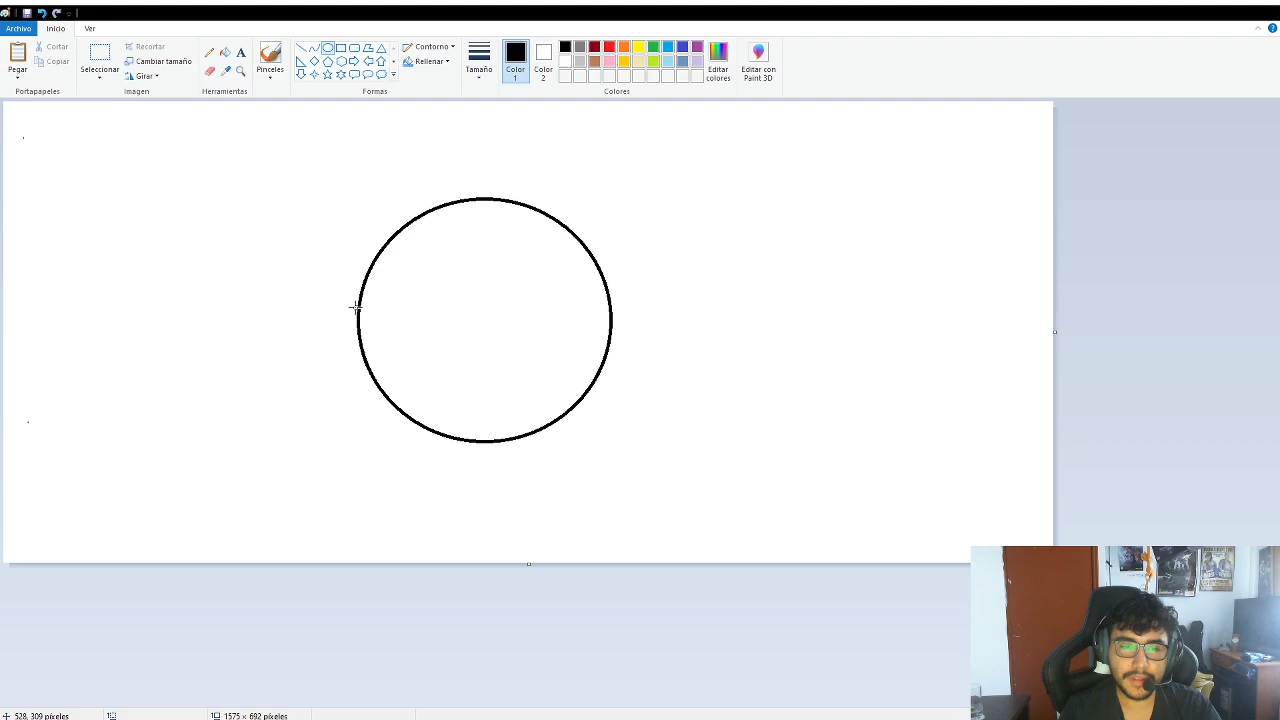 Archivo Inicio Ver
Pegar
Cortar
Copiar
Portapapeles
Seleccionar
Recortar
Cambiar tamaño
Girar
Imagen
A
Herramientas
Pinceles
Contorno
Rellenar
Formas
Tamaño
Color
1
Color
2
Editar
colores
Editar con
Paint 3D
Colores
528, 309 píxeles
1575 × 692 píxeles